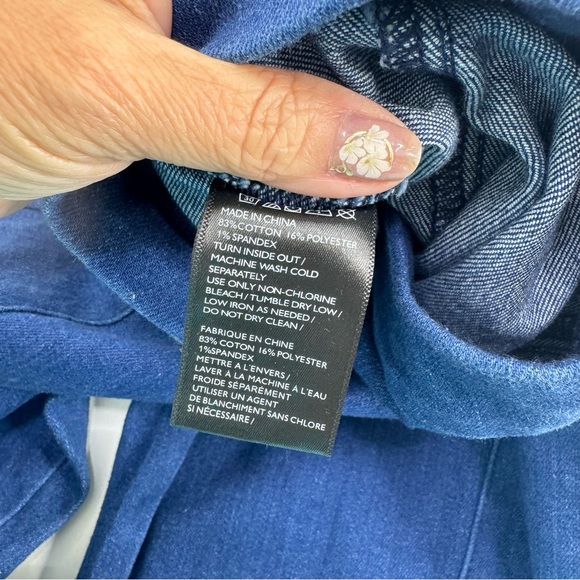 MADE IN CHINA
83% COTTON 16% POLYESTER
1% SPANDEX
TURN INSIDE OUT /
MACHINE WASH COLD
SEPARATELY
USE ONLY NON-CHLORINE
BLEACH / TUMBLE DRY LOW /
LOW IRON AS NEEDED /
DO NOT DRY CLEAN /
FABRIQUE EN CHINE
83% COTON 16% POLYESTER
1%SPANDEX
METTRE A L'ENVERS /
LAVER À LA MACHINE À L'EAU
FROIDE SÉPARÉMENT
UTILISER UN AGENT
DE BLANCHIMENT SANS CHLORE
SI NÉCESSAIRE /